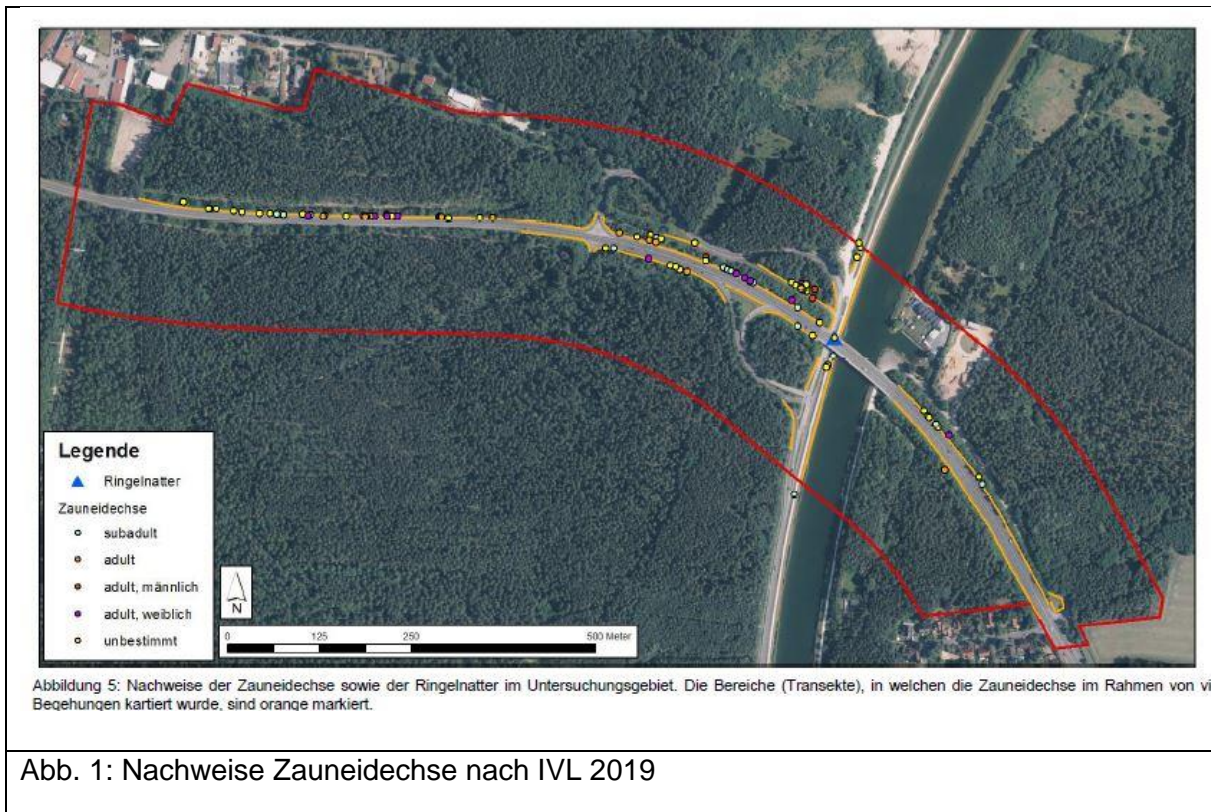 Legende
Ringelnatter
Zauneidechse
subadult
adult
adult, männlich
adult, weiblich
unbestimmt
N
0 125 250 500 Meter
Abbildung 5: Nachweise der Zauneidechse sowie der Ringelnatter im Untersuchungsgebiet. Die Bereiche (Transekte), in welchen die Zauneidechse im Rahmen von vi
Begehungen kartiert wurde, sind orange markiert.
Abb. 1: Nachweise Zauneidechse nach IVL 2019